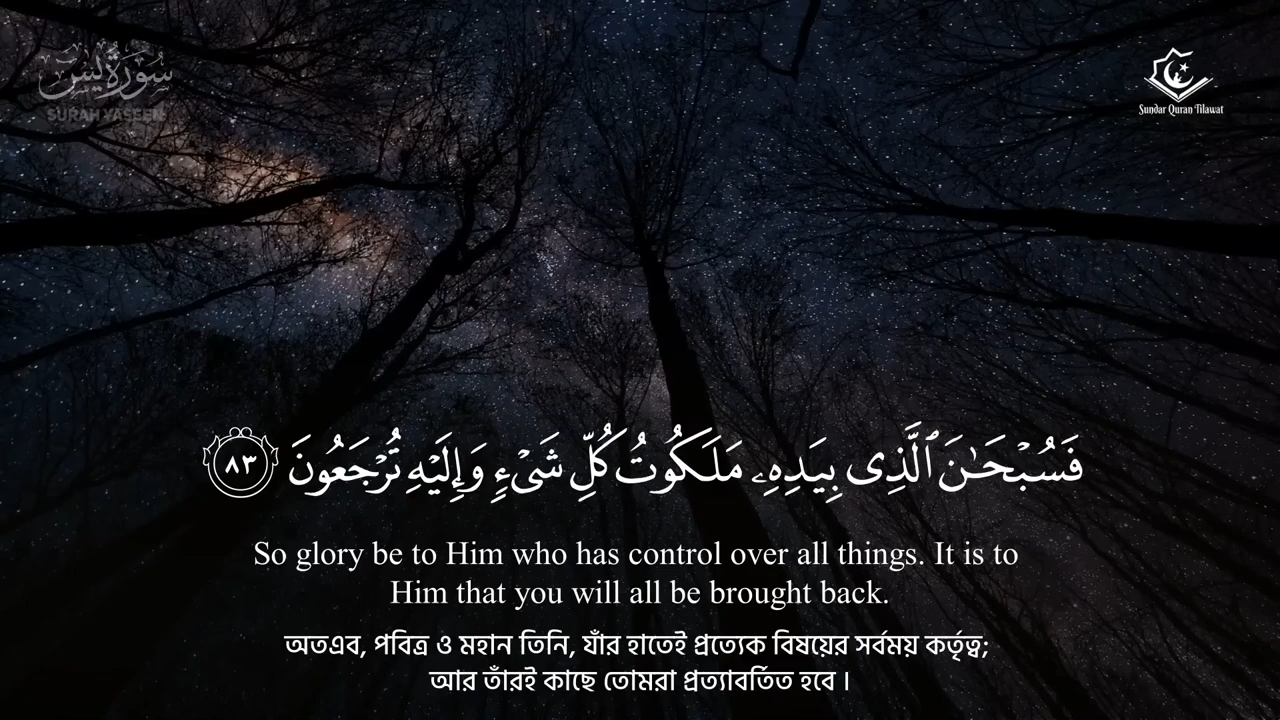 سورة يس
SURAH YASEEN
Sundar Quran Tilawat
فَسُبْحَـٰنَ ٱلَّذِى بِيَدِهِۦ مَلَكُوتُ كُلِّ شَىْءٍ وَإِلَيْهِ تُرْجَعُونَ ٨٣
So glory be to Him who has control over all things. It is to
Him that you will all be brought back.
অতএব, পবিত্র ও মহান তিনি, যাঁর হাতেই প্রত্যেক বিষয়ের সর্বময় কর্তৃত্ব;
আর তাঁরই কাছে তোমরা প্রত্যাবর্তিত হবে।